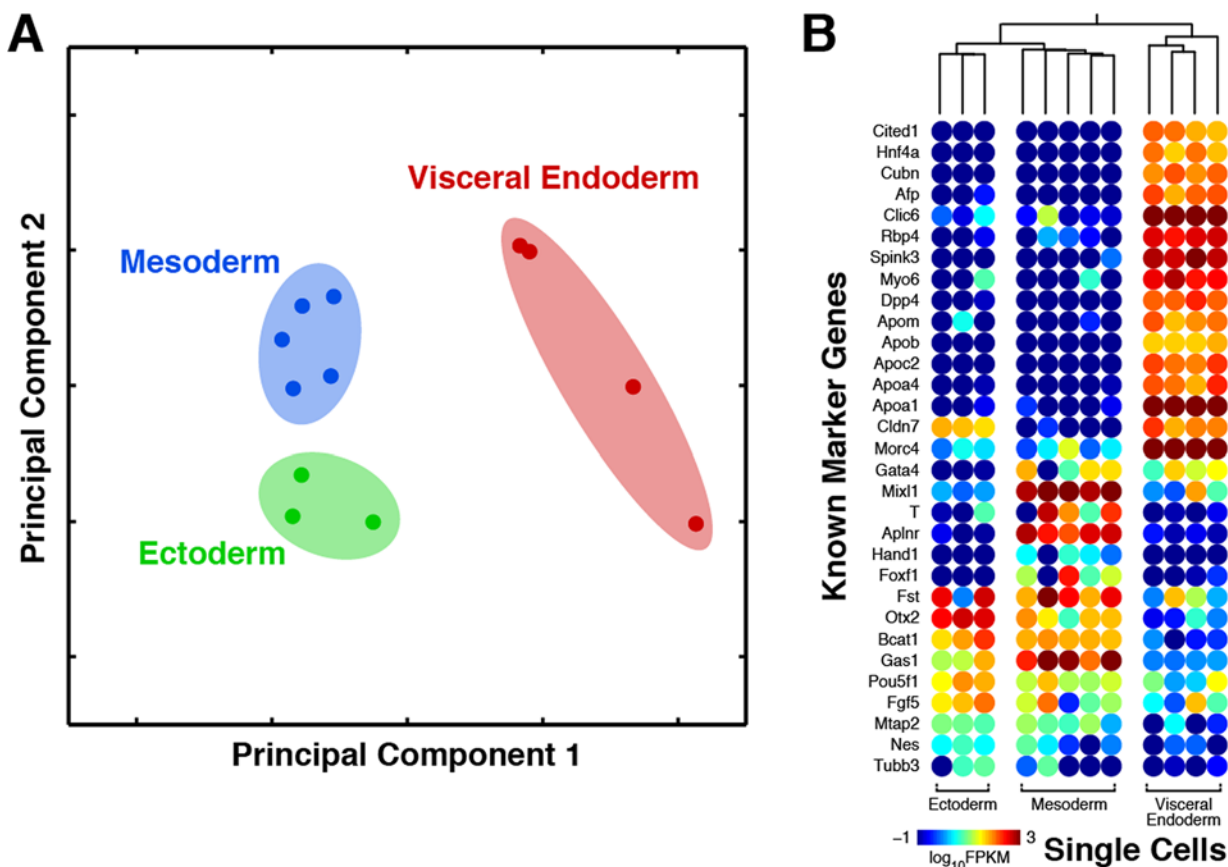 A
Principal Component 2
Visceral Endoderm
Mesoderm
Ectoderm
Principal Component 1
B
Known Marker Genes
Cited1
Hnf4a
Cubn
Afp
Clic6
Rbp4
Spink3
Myo6
Dpp4
Apom
Apob
Apoc2
Apoa4
Apoa1
Cldn7
Morc4
Gata4
Mixl1
T
Aplnr
Hand1
Foxf1
Fst
Otx2
Bcat1
Gas1
Pou5f1
Fgf5
Mtap2
Nes
Tubb3
Ectoderm
Mesoderm
Visceral
Endoderm
−1 3
log₁₀FPKM
Single Cells